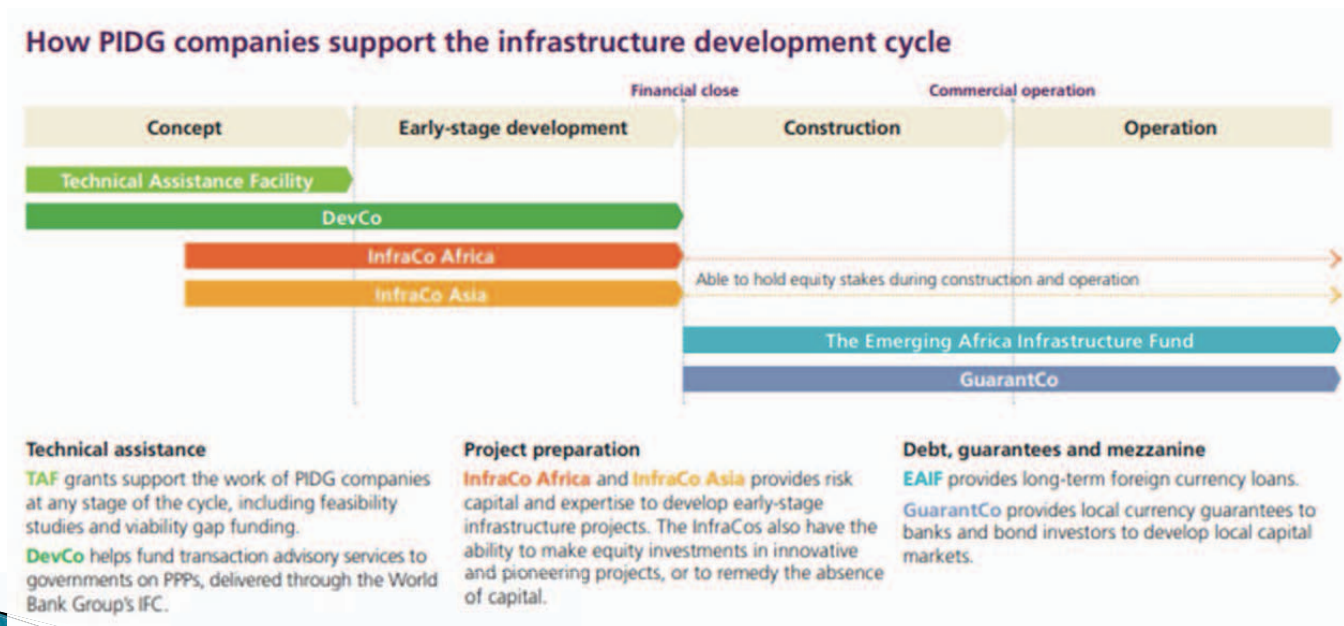 How PIDG companies support the infrastructure development cycle
Financial close
Commercial operation
Concept
Early-stage development
Construction
Operation
Technical Assistance Facility
DevCo
InfraCo Africa
Able to hold equity stakes during construction and operation
InfraCo Asia
The Emerging Africa Infrastructure Fund
GuarantCo
Technical assistance
TAF grants support the work of PIDG companies
at any stage of the cycle, including feasibility
studies and viability gap funding.
DevCo helps fund transaction advisory services to
governments on PPPs, delivered through the World
Bank Group's IFC.
Project preparation
InfraCo Africa and InfraCo Asia provides risk
capital and expertise to develop early-stage
infrastructure projects. The InfraCos also have the
ability to make equity investments in innovative
and pioneering projects, or to remedy the absence
of capital.
Debt, guarantees and mezzanine
EAIF provides long-term foreign currency loans.
GuarantCo provides local currency guarantees to
banks and bond investors to develop local capital
markets.